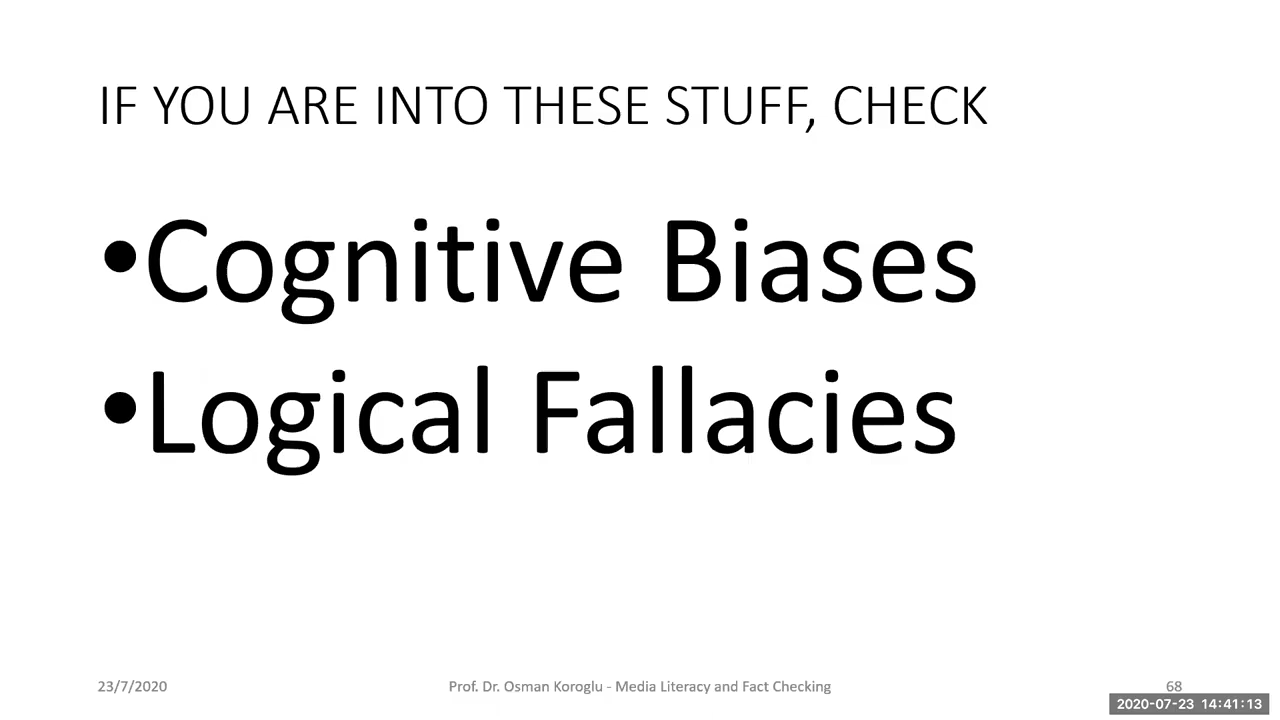 IF YOU ARE INTO THESE STUFF, CHECK
•Cognitive Biases
•Logical Fallacies
23/7/2020
Prof. Dr. Osman Koroglu - Media Literacy and Fact Checking
68
2020-07-23 14:41:13